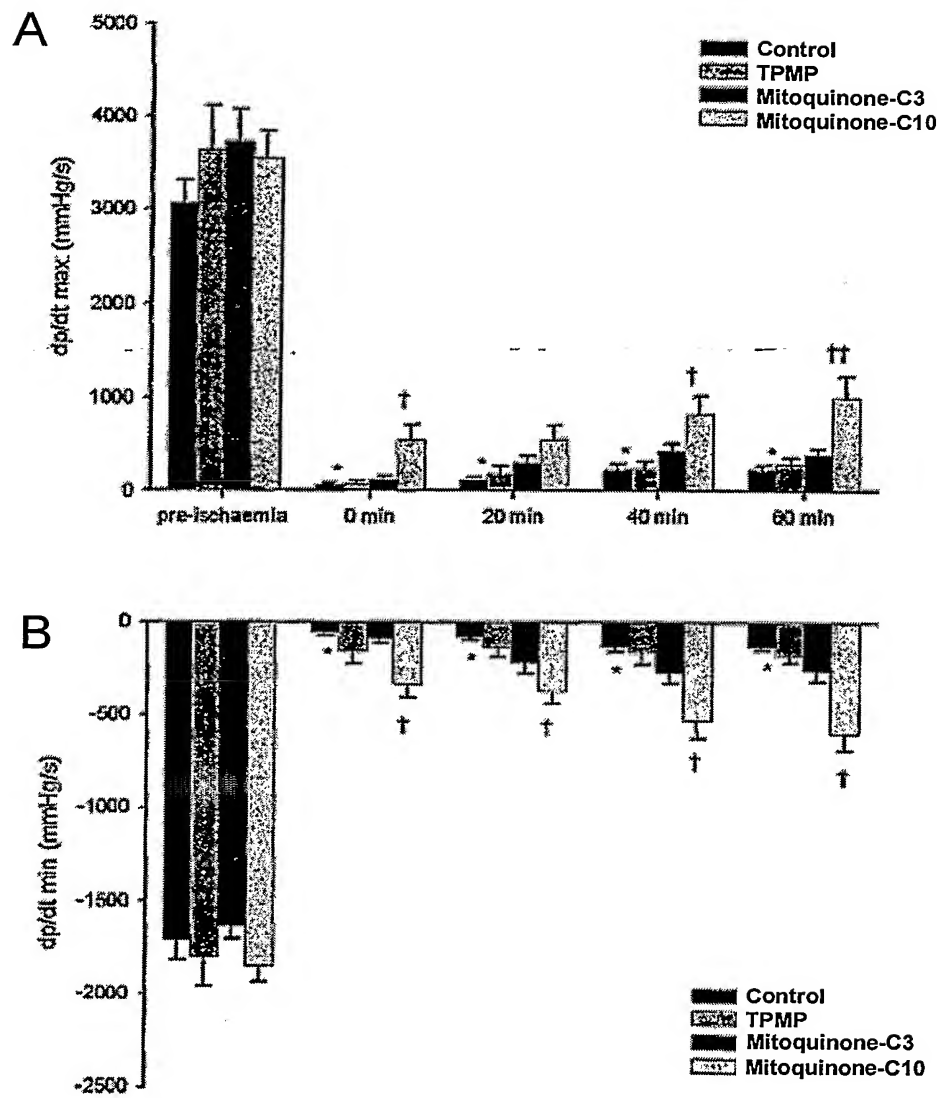 A
5000
4000
3000
2000
1000
0
dp/dt max (mmHg/s)
Control
TPMP
Mitoquinone-C3
Mitoquinone-C10
†
†
††
*
*
*
*
pre-ischaemia
0 min
20 min
40 min
60 min
B
0
-500
-1000
-1500
-2000
-2500
dp/dt min (mmHg/s)
*
*
*
*
†
†
†
†
Control
TPMP
Mitoquinone-C3
Mitoquinone-C10